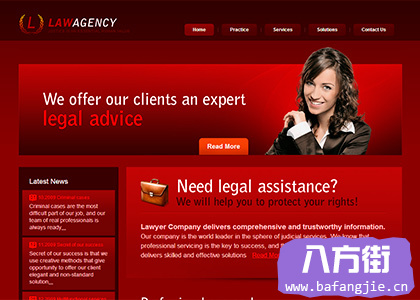 L LAWAGENCY
Home Practice Services Solutions Contact Us
We offer our clients an expert
legal advice
Read More
Latest News
Criminal cases
Criminal cases are the most
difficult part of our job, and our
team of real professionals is
always ready
Secret of our success
Secret of our success is that we
use creative methods that give
opportunity to offer our client
elegant and non-standard
solution
Need legal assistance?
We will help you to protect your rights!
Lawyer Company delivers comprehensive and trustworthy information.
Our company is the world leader in the sphere of judicial services. We know that
professional servicing is the key to success, and
delivers skilled and effective solutions Read More
八方街
www.bafangjie.cn